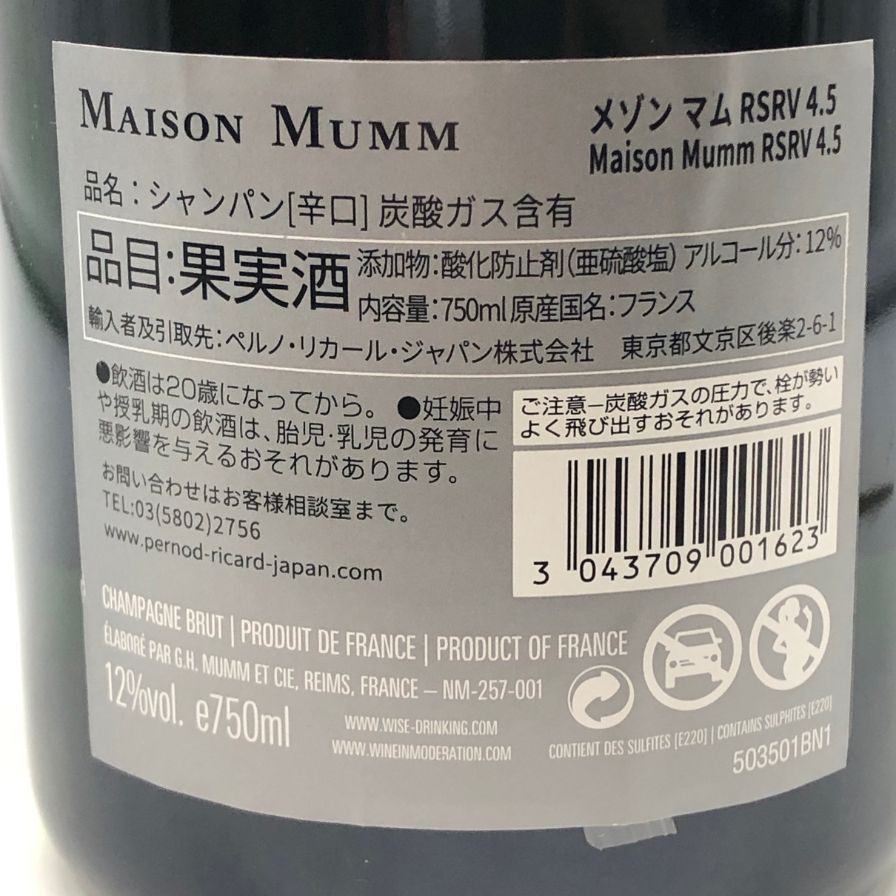 MAISON MUMM
メゾン マム RSRV 4.5
Maison Mumm RSRV 4.5
品名：シャンパン[辛口] 炭酸ガス含有
品目:果実酒
添加物:酸化防止剤(亜硫酸塩) アルコール分:12%
内容量:750ml 原産国名:フランス
輸入者及引取先:ペルノ・リカール・ジャパン株式会社 東京都文京区後楽2-6-1
●飲酒は20歳になってから。 ●妊娠中
や授乳期の飲酒は、胎児・乳児の発育に
悪影響を与えるおそれがあります。
お問い合わせはお客様相談室まで。
TEL:03(5802)2756
www.pernod-ricard-japan.com
ご注意–炭酸ガスの圧力で、栓が勢い
よく飛び出すおそれがあります。
3 043709 001623
CHAMPAGNE BRUT | PRODUIT DE FRANCE | PRODUCT OF FRANCE
ÉLABORÉ PAR G.H. MUMM ET CIE, REIMS, FRANCE – NM-257-001
12%vol. e750ml
WWW.WISE-DRINKING.COM
WWW.WINEINMODERATION.COM
CONTIENT DES SULFITES [E220] | CONTAINS SULPHITES [E220]
503501BN1